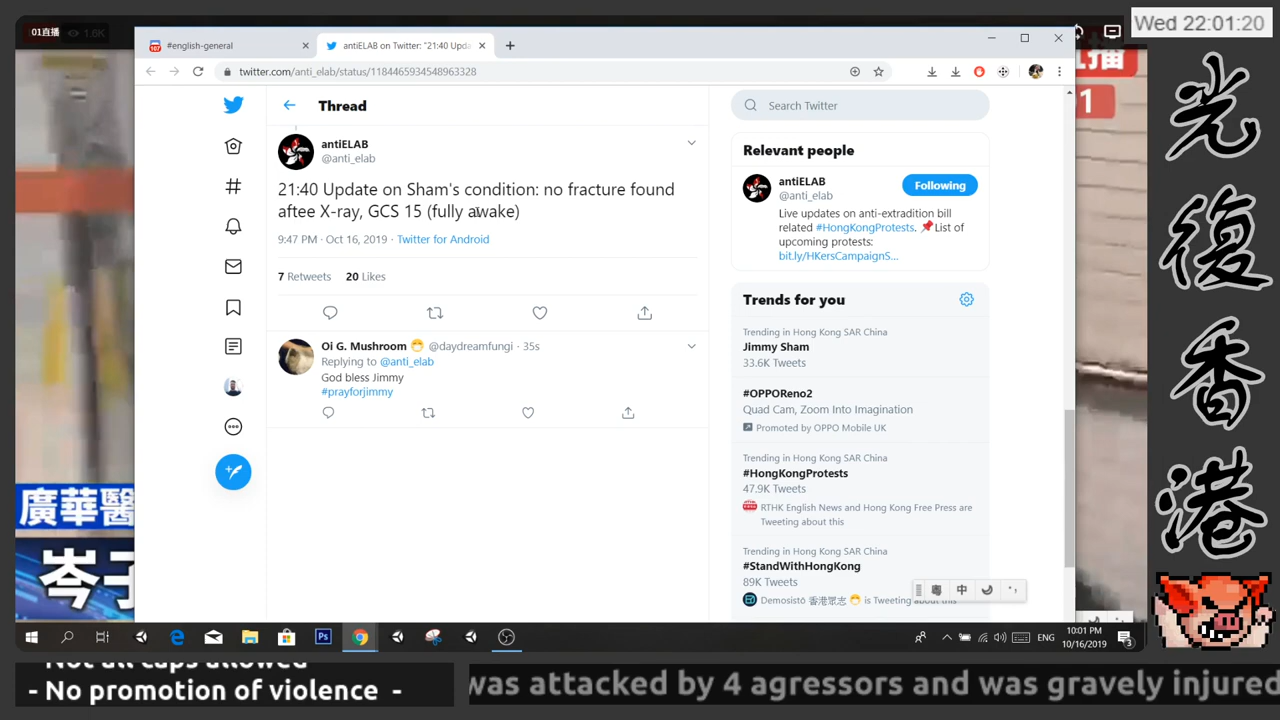 01直播 1.6K
Wed 22:01:20
#english-general
antiELAB on Twitter: "21:40 Upda
twitter.com/anti_elab/status/1184465934548963328
Thread
Search Twitter
antiELAB
@anti_elab
21:40 Update on Sham's condition: no fracture found
aftee X-ray, GCS 15 (fully awake)
9:47 PM · Oct 16, 2019 · Twitter for Android
7 Retweets 20 Likes
Oi G. Mushroom @daydreamfungi · 35s
Replying to @anti_elab
God bless Jimmy
#prayforjimmy
Relevant people
antiELAB
@anti_elab
Following
Live updates on anti-extradition bill
related #HongKongProtests. 📌List of
upcoming protests:
bit.ly/HKersCampaignS...
Trends for you
Trending in Hong Kong SAR China
Jimmy Sham
33.6K Tweets
#OPPOReno2
Quad Cam, Zoom Into Imagination
Promoted by OPPO Mobile UK
Trending in Hong Kong SAR China
#HongKongProtests
47.9K Tweets
RTHK English News and Hong Kong Free Press are
Tweeting about this
Trending in Hong Kong SAR China
#StandWithHongKong
89K Tweets
Demosistō 香港眾志 😷 is Tweeting about this
中
廣華醫
岑子
光復香港
ENG
10:01 PM
10/16/2019
3
- Not all caps allowed
- No promotion of violence -
was attacked by 4 agressors and was gravely injured